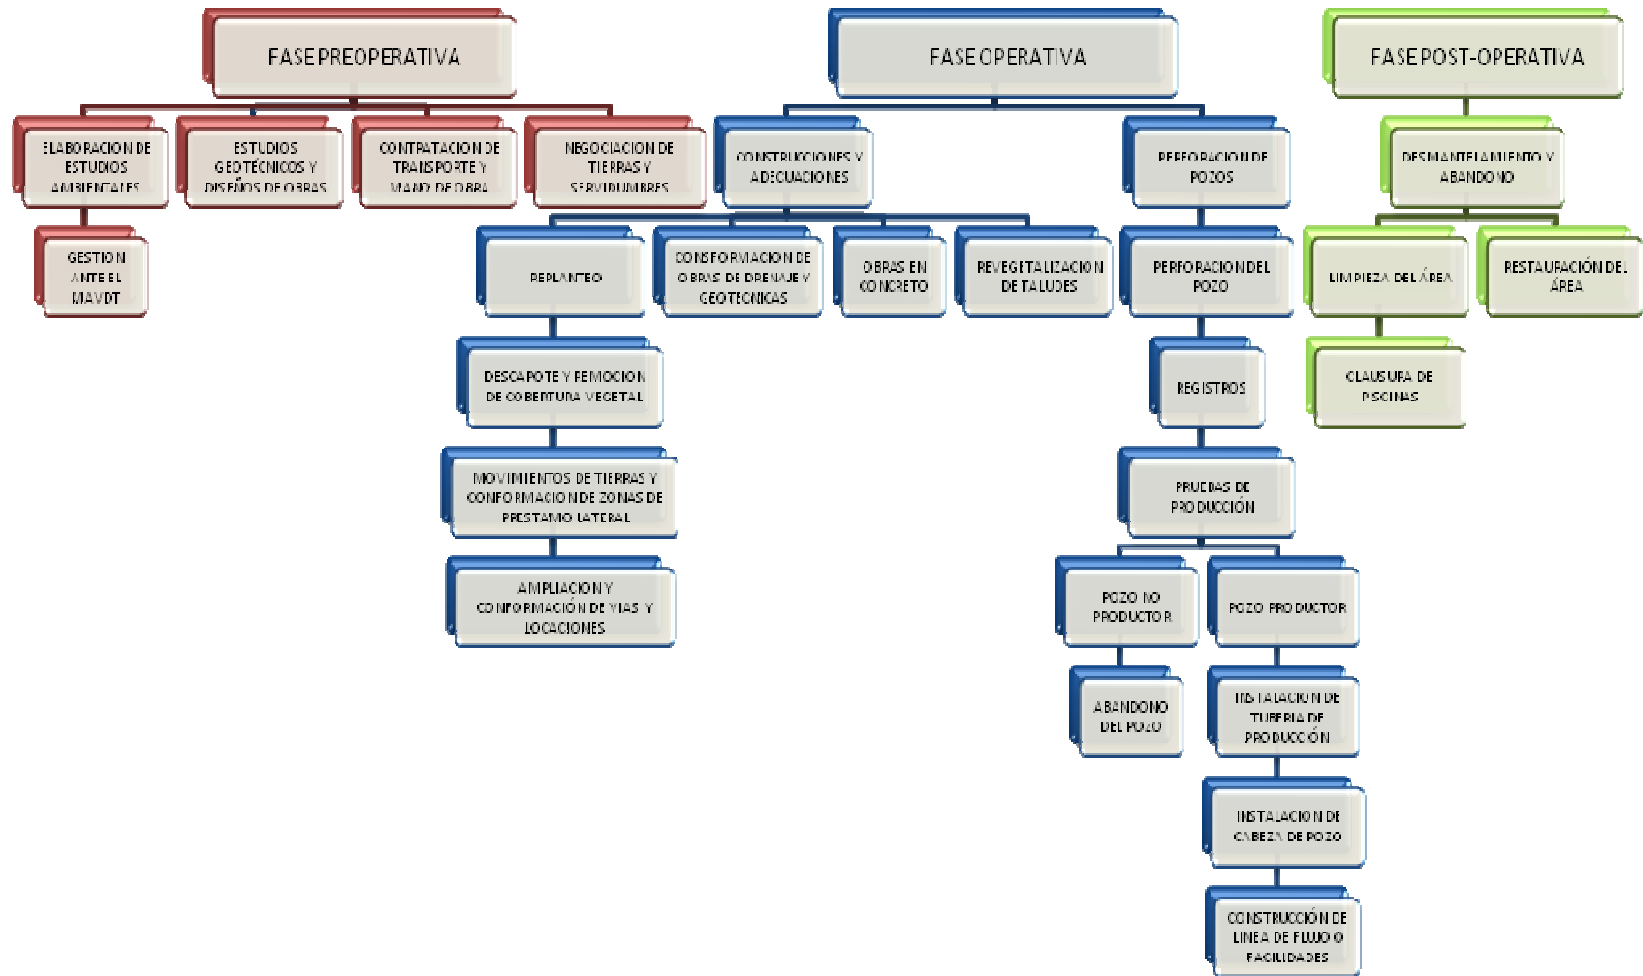 FASE PREOPERATIVA
FASE OPERATIVA
FASE POST-OPERATIVA
ELABORACION DE
ESTUDIOS
AMBIENTALES
ESTUDIOS
GEOTÉCNICOS Y
DISEÑOS DE OBRAS
CONTRATACION DE
TRANSPORTE Y
MANO DE OBRA
NEGOCIACION DE
TIERRAS Y
SERVIDUMBRES
CONSTRUCCIONES Y
ADECUACIONES
PERFORACION DE
POZOS
DESMANTELAMIENTO Y
ABANDONO
GESTION
ANTE EL
MAVDT
REPLANTEO
CONSFORMACION DE
OBRAS DE DRENAJE Y
GEOTECNICAS
OBRAS EN
CONCRETO
REVEGETALIZACION
DE TALUDES
PERFORACION DEL
POZO
LIMPIEZA DEL ÁREA
RESTAURACIÓN DEL
ÁREA
DESCAPOTE Y REMOCION
DE COBERTURA VEGETAL
REGISTROS
CLAUSURA DE
PISCINAS
MOVIMIENTOS DE TIERRAS Y
CONFORMACION DE ZONAS DE
PRESTAMO LATERAL
PRUEBAS DE
PRODUCCIÓN
AMPLIACION Y
CONFORMACIÓN DE VIAS Y
LOCACIONES
POZO NO
PRODUCTOR
POZO PRODUCTOR
ABANDONO
DEL POZO
INSTALACION DE
TUBERIA DE
PRODUCCIÓN
INSTALACION DE
CABEZA DE POZO
CONSTRUCCIÓN DE
LINEA DE FLUJO O
FACILIDADES